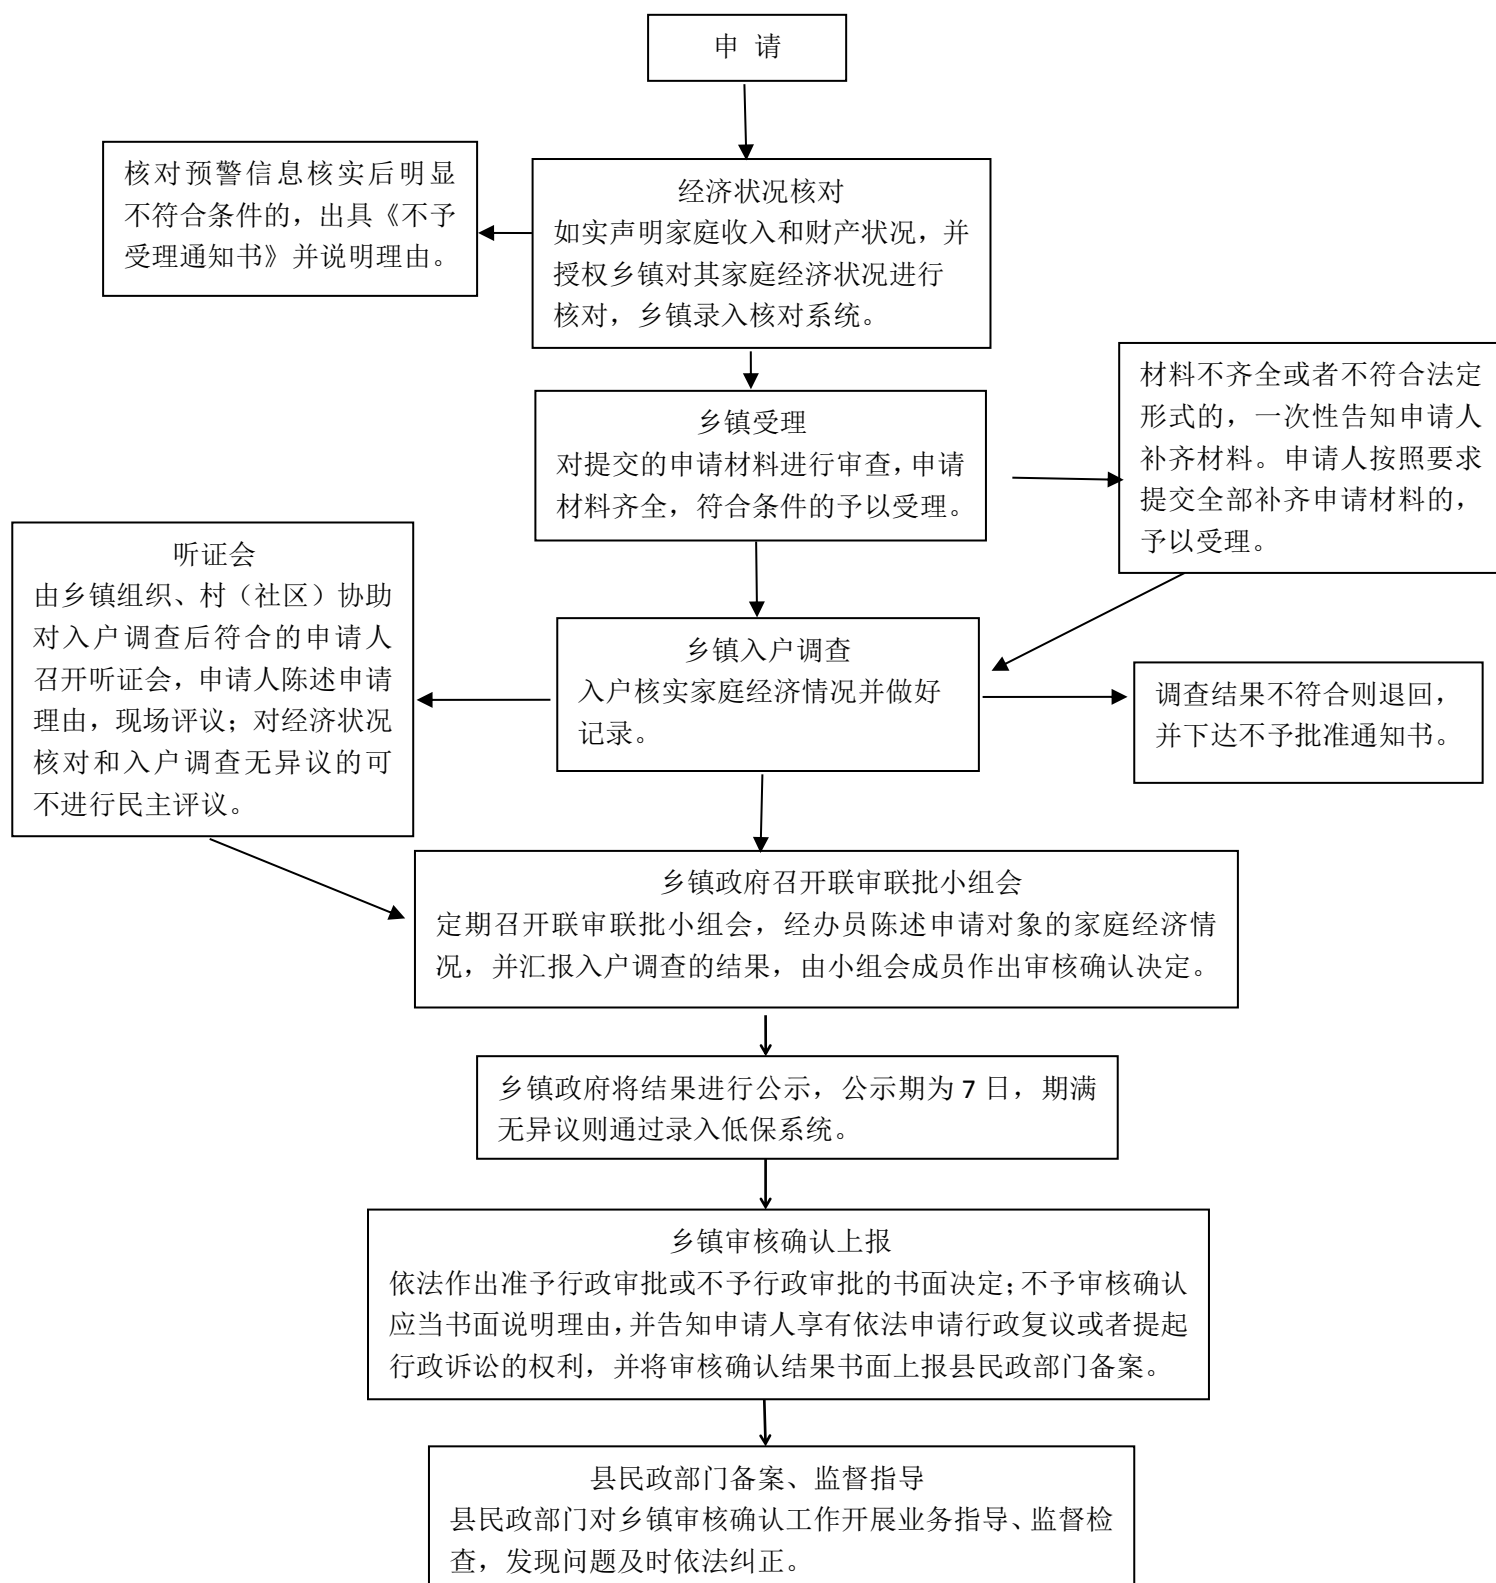 申 请
核对预警信息核实后明显
不符合条件的，出具《不予
受理通知书》并说明理由。
经济状况核对
如实声明家庭收入和财产状况，并
授权乡镇对其家庭经济状况进行
核对，乡镇录入核对系统。
乡镇受理
对提交的申请材料进行审查，申请
材料齐全，符合条件的予以受理。
材料不齐全或者不符合法定
形式的，一次性告知申请人
补齐材料。申请人按照要求
提交全部补齐申请材料的，
予以受理。
听证会
由乡镇组织、村（社区）协助
对入户调查后符合的申请人
召开听证会，申请人陈述申请
理由，现场评议；对经济状况
核对和入户调查无异议的可
不进行民主评议。
乡镇入户调查
入户核实家庭经济情况并做好
记录。
调查结果不符合则退回，
并下达不予批准通知书。
乡镇政府召开联审联批小组会
定期召开联审联批小组会，经办员陈述申请对象的家庭经济情
况，并汇报入户调查的结果，由小组会成员作出审核确认决定。
乡镇政府将结果进行公示，公示期为 7 日，期满
无异议则通过录入低保系统。
乡镇审核确认上报
依法作出准予行政审批或不予行政审批的书面决定；不予审核确认
应当书面说明理由，并告知申请人享有依法申请行政复议或者提起
行政诉讼的权利，并将审核确认结果书面上报县民政部门备案。
县民政部门备案、监督指导
县民政部门对乡镇审核确认工作开展业务指导、监督检
查，发现问题及时依法纠正。